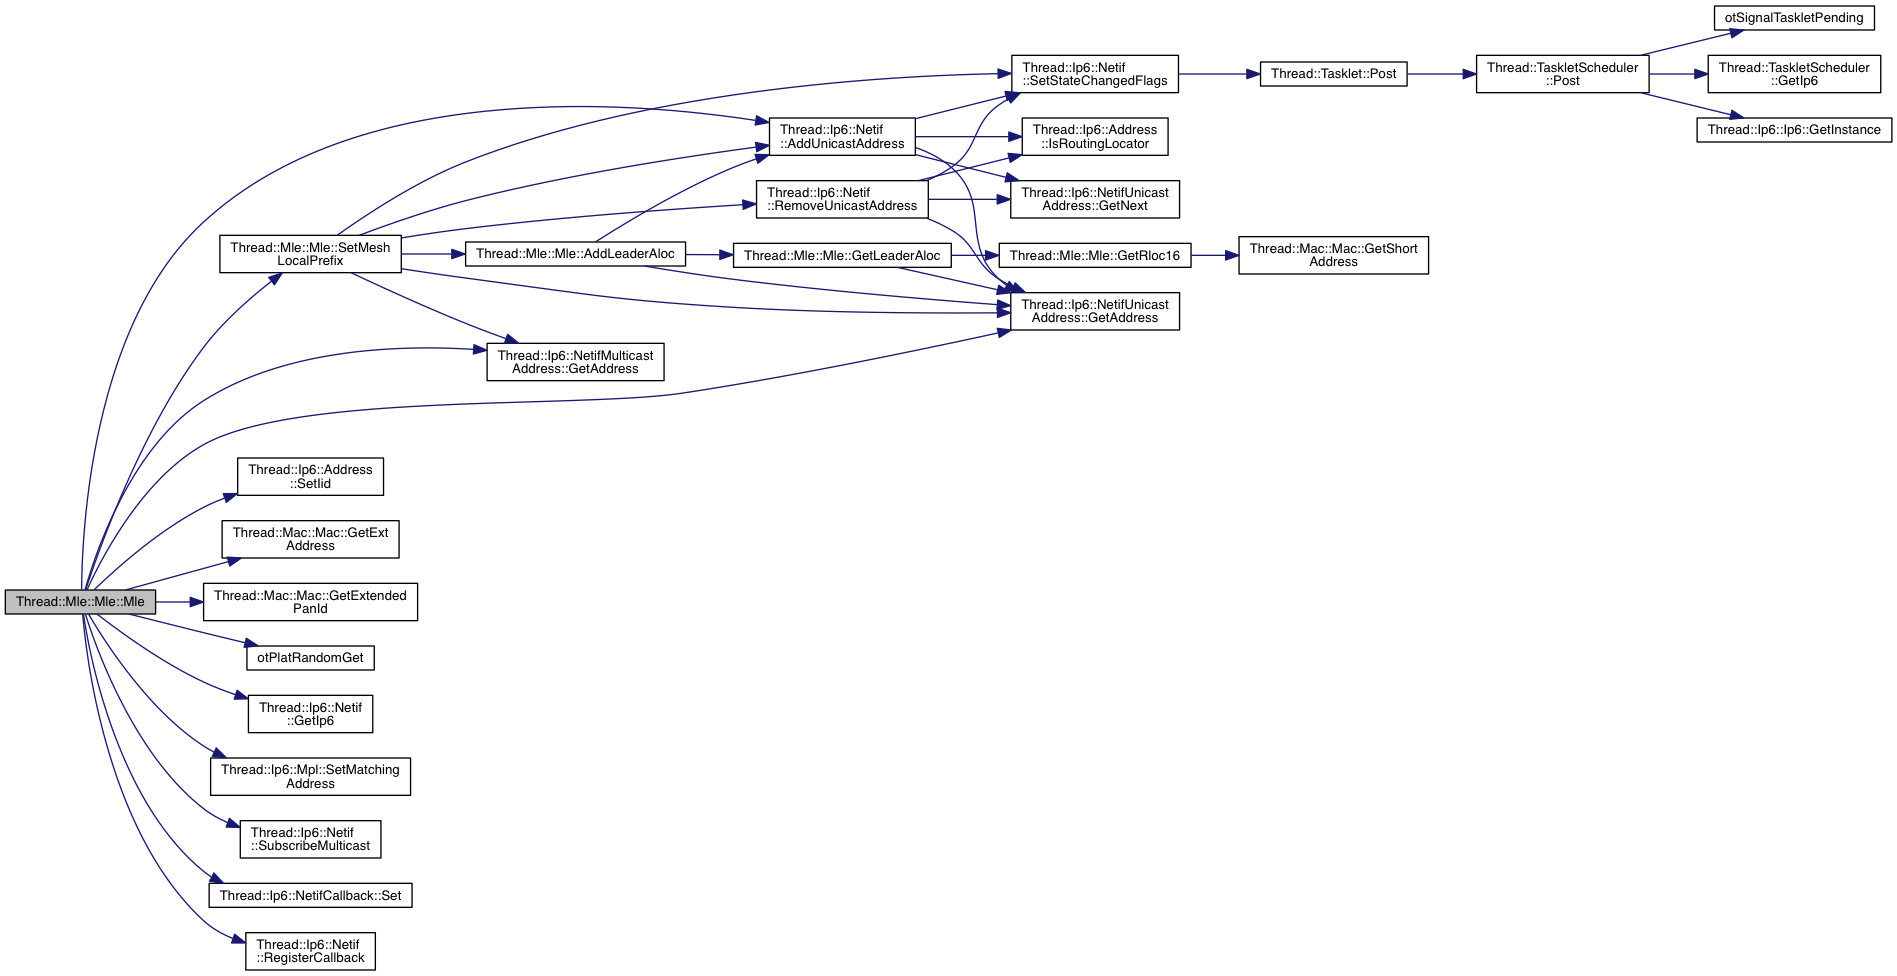 otSignalTaskletPending
Thread::Ip6::Netif
::SetStateChangedFlags
Thread::Tasklet::Post
Thread::TaskletScheduler
::Post
Thread::TaskletScheduler
::GetIp6
Thread::Ip6::Ip6::GetInstance
Thread::Ip6::Netif
::AddUnicastAddress
Thread::Ip6::Address
::IsRoutingLocator
Thread::Ip6::Netif
::RemoveUnicastAddress
Thread::Ip6::NetifUnicast
Address::GetNext
Thread::Mle::Mle::SetMesh
LocalPrefix
Thread::Mle::Mle::AddLeaderAloc
Thread::Mle::Mle::GetLeaderAloc
Thread::Mle::Mle::GetRloc16
Thread::Mac::Mac::GetShort
Address
Thread::Ip6::NetifUnicast
Address::GetAddress
Thread::Ip6::NetifMulticast
Address::GetAddress
Thread::Ip6::Address
::SetIid
Thread::Mac::Mac::GetExt
Address
Thread::Mle::Mle::Mle
Thread::Mac::Mac::GetExtended
PanId
otPlatRandomGet
Thread::Ip6::Netif
::GetIp6
Thread::Ip6::Mpl::SetMatching
Address
Thread::Ip6::Netif
::SubscribeMulticast
Thread::Ip6::NetifCallback::Set
Thread::Ip6::Netif
::RegisterCallback